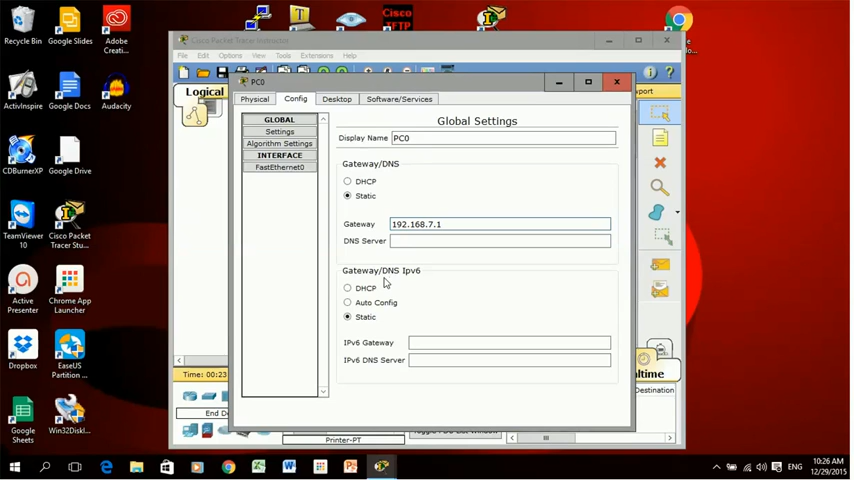 Recycle Bin
Google Slides
Adobe Creati...
ActivInspire
Google Docs
Audacity
CDBurnerXP
Google Drive
TeamViewer 10
Cisco Packet Tracer Stu...
Active Presenter
Chrome App Launcher
Dropbox
EaseUS Partition ...
Google Sheets
Win32Diskl...
Cisco
TFTP
Cisco Packet Tracer Instructor
File Edit Options View Tools Extensions Help
Logical
PC0
Physical Config Desktop Software/Services
GLOBAL
Settings
Algorithm Settings
INTERFACE
FastEthernet0
Global Settings
Display Name PC0
Gateway/DNS
DHCP
Static
Gateway 192.168.7.1
DNS Server
Gateway/DNS Ipv6
DHCP
Auto Config
Static
IPv6 Gateway
IPv6 DNS Server
Time: 00:23
End De
Printer-PT
ltime
Destination
ENG
10:26 AM
12/29/2015